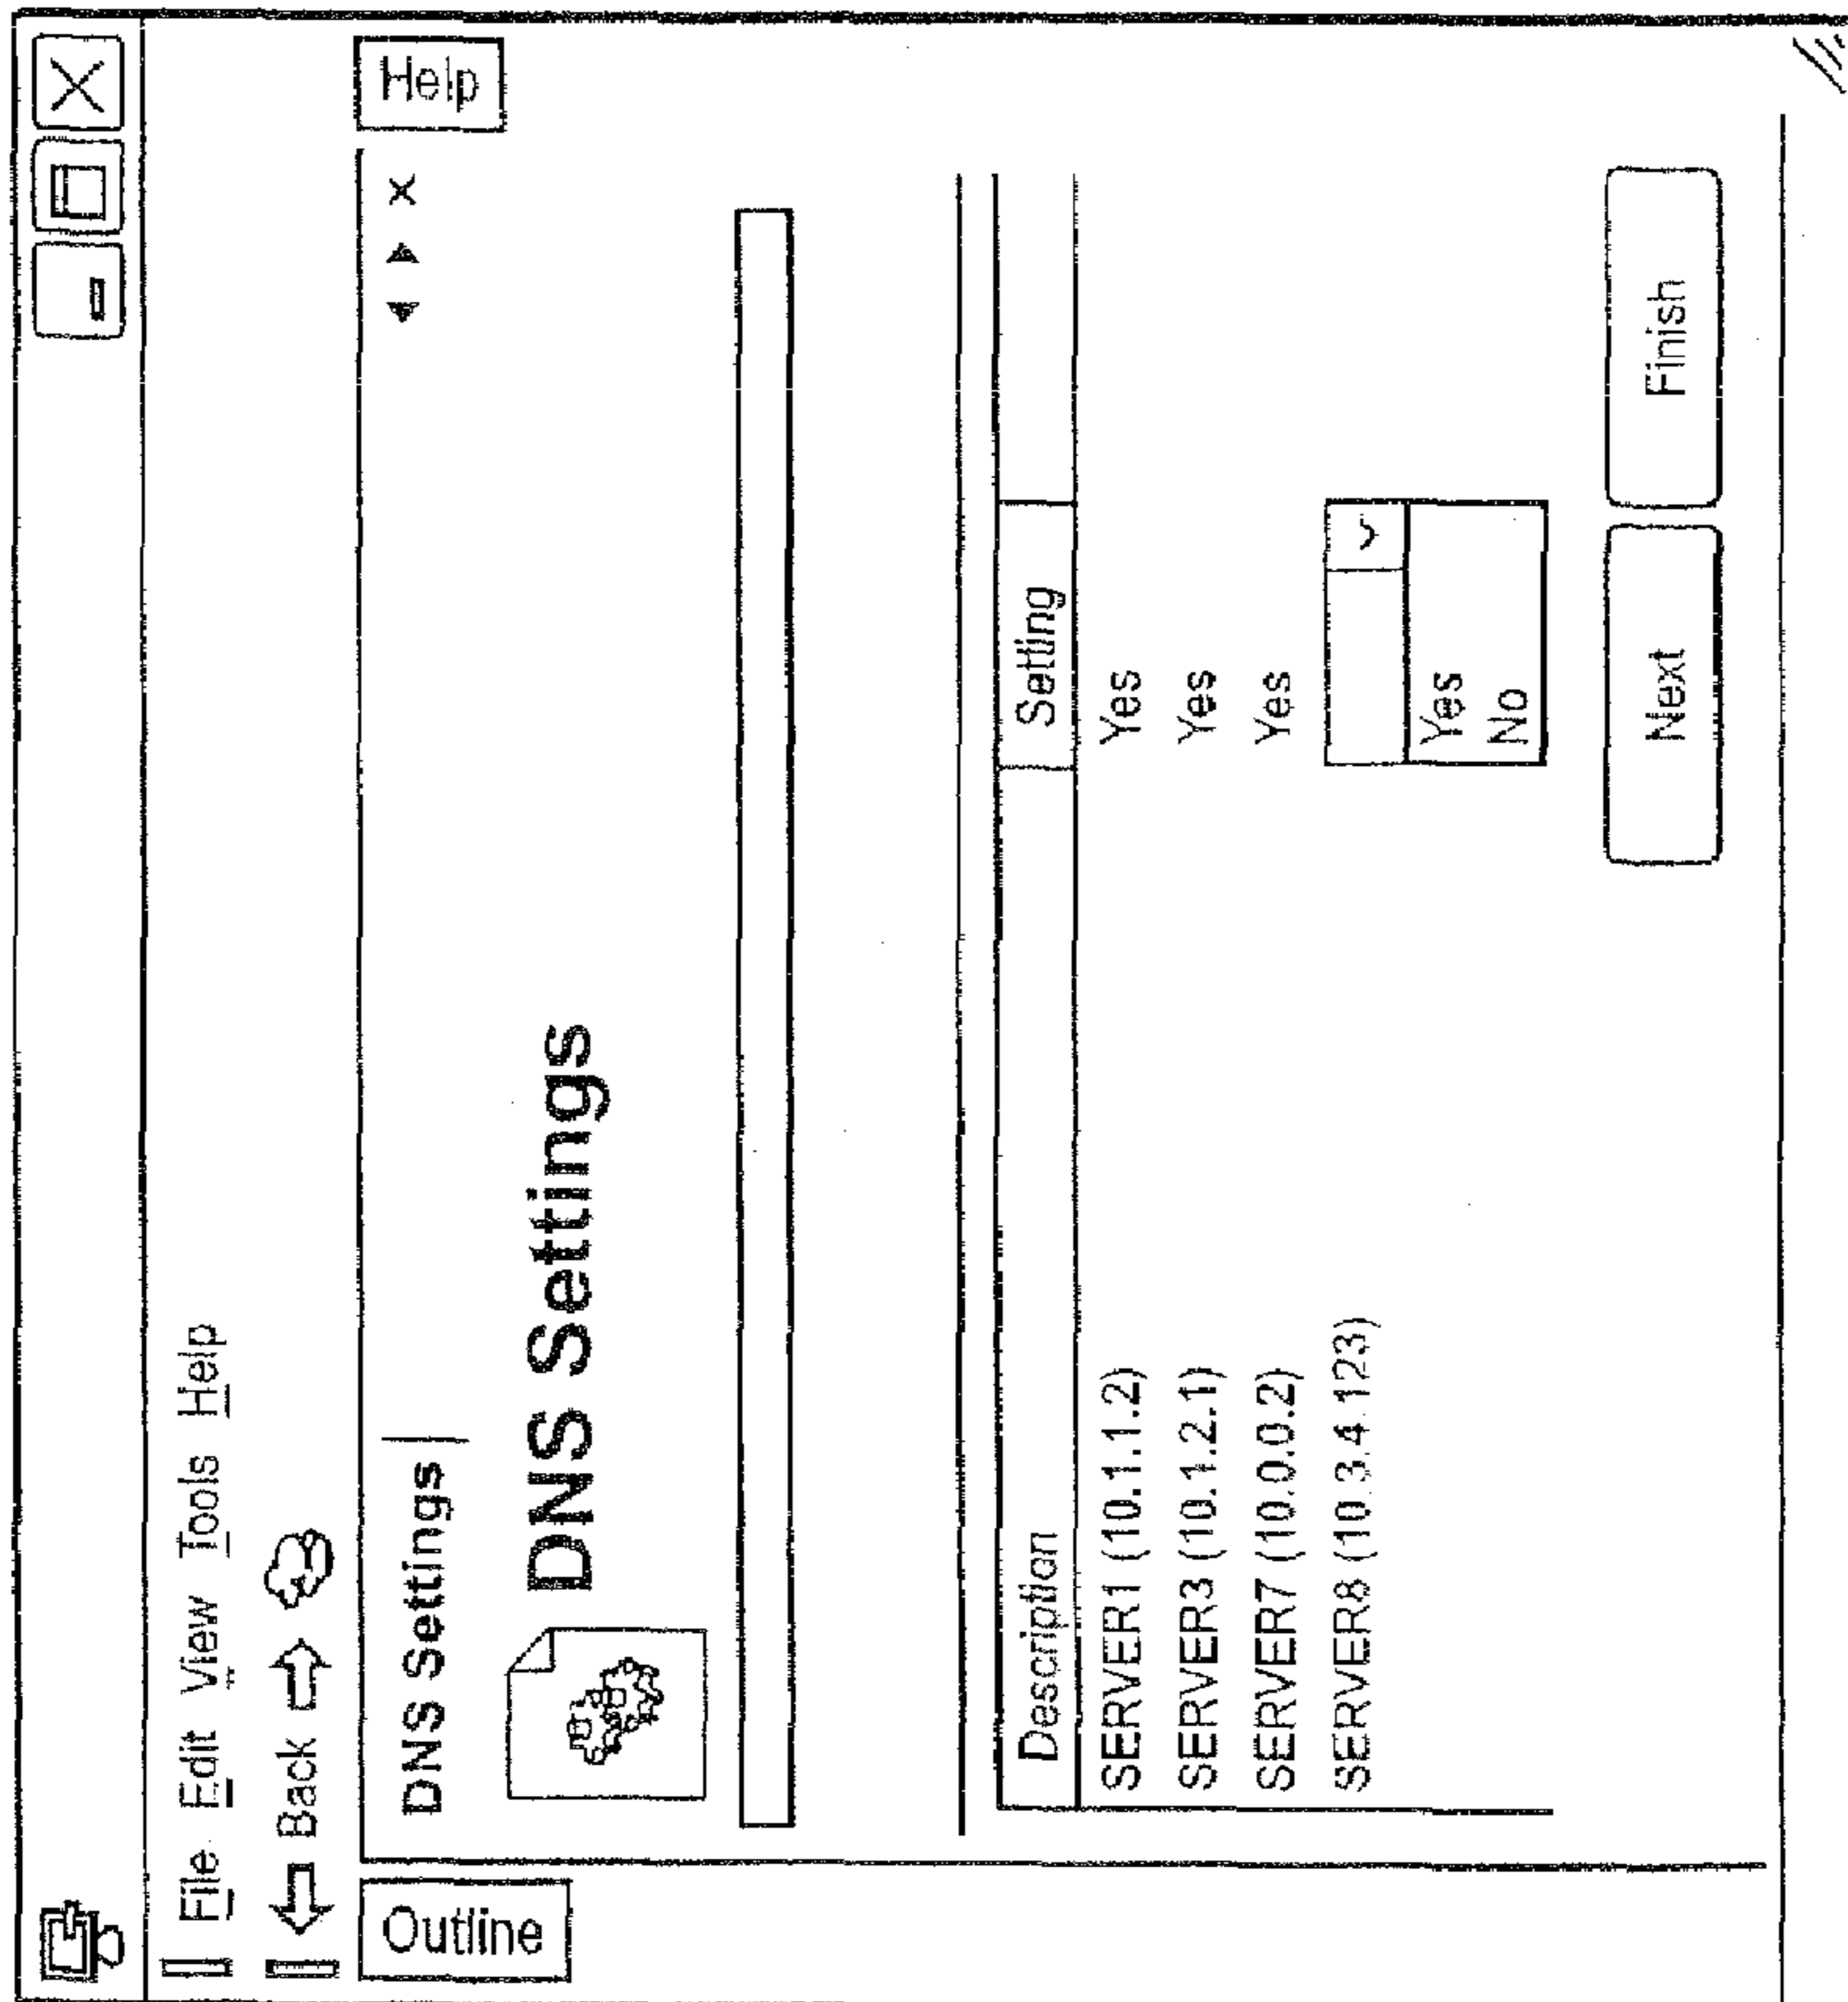 File Edit View Tools Help
Back
Outline
DNS Settings
Help
DNS Settings
Description Setting
SERVER1 (10.1.1.2) Yes
SERVER3 (10.1.2.1) Yes
SERVER7 (10.0.0.2) Yes
SERVER8 (10.3.4.123)
Yes
No
Next Finish